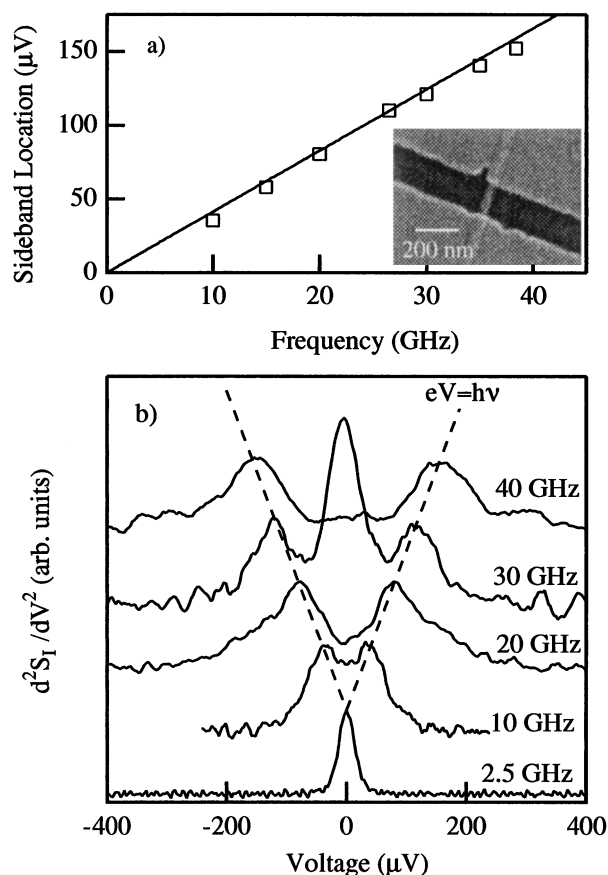 a)
Sideband Location (µV)
150
100
50
0
0 10 20 30 40
Frequency (GHz)
200 nm
b)
eV=hν
d²S_I /dV² (arb. units)
40 GHz
30 GHz
20 GHz
10 GHz
2.5 GHz
-400 -200 0 200 400
Voltage (µV)